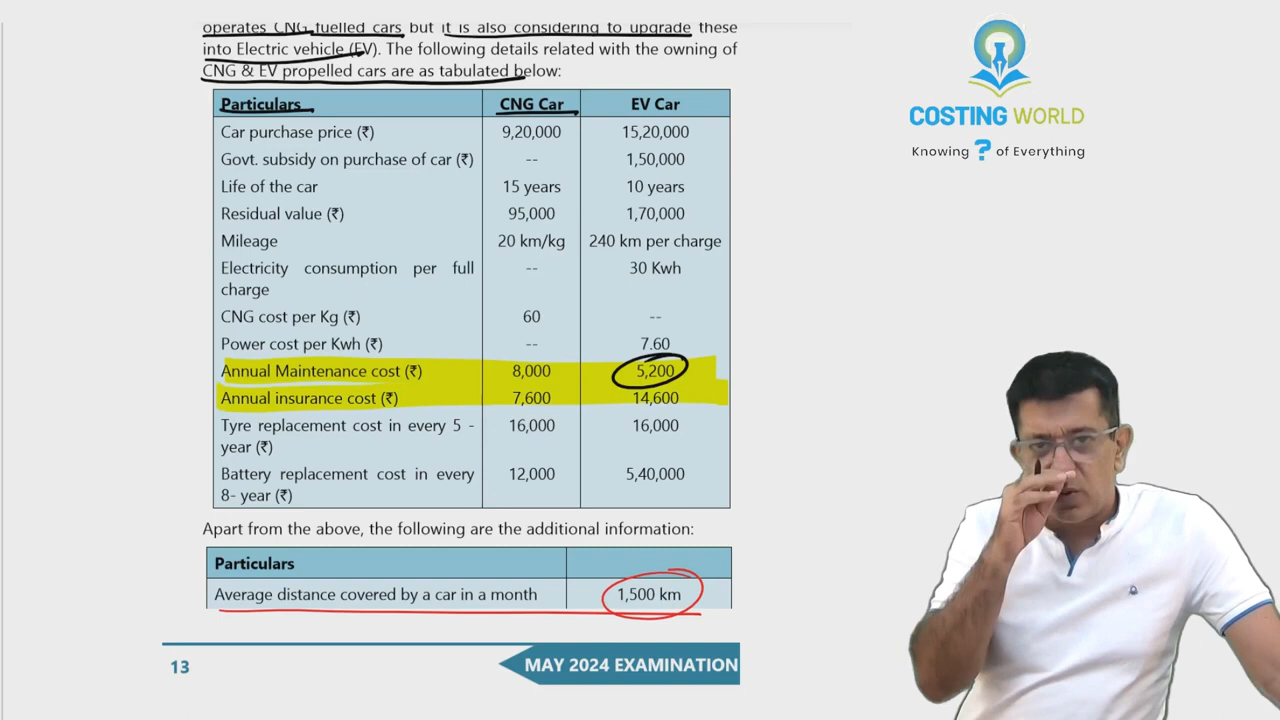 operates CNG fuelled cars but it is also considering to upgrade these
into Electric vehicle (EV). The following details related with the owning of
CNG & EV propelled cars are as tabulated below:
Particulars CNG Car EV Car
Car purchase price (₹) 9,20,000 15,20,000
Govt. subsidy on purchase of car (₹) -- 1,50,000
Life of the car 15 years 10 years
Residual value (₹) 95,000 1,70,000
Mileage 20 km/kg 240 km per charge
Electricity consumption per full -- 30 Kwh
charge
CNG cost per Kg (₹) 60 --
Power cost per Kwh (₹) -- 7.60
Annual Maintenance cost (₹) 8,000 5,200
Annual insurance cost (₹) 7,600 14,600
Tyre replacement cost in every 5 - 16,000 16,000
year (₹)
Battery replacement cost in every 12,000 5,40,000
8- year (₹)
Apart from the above, the following are the additional information:
Particulars
Average distance covered by a car in a month 1,500 km
13
MAY 2024 EXAMINATION
COSTING WORLD
Knowing ? of Everything